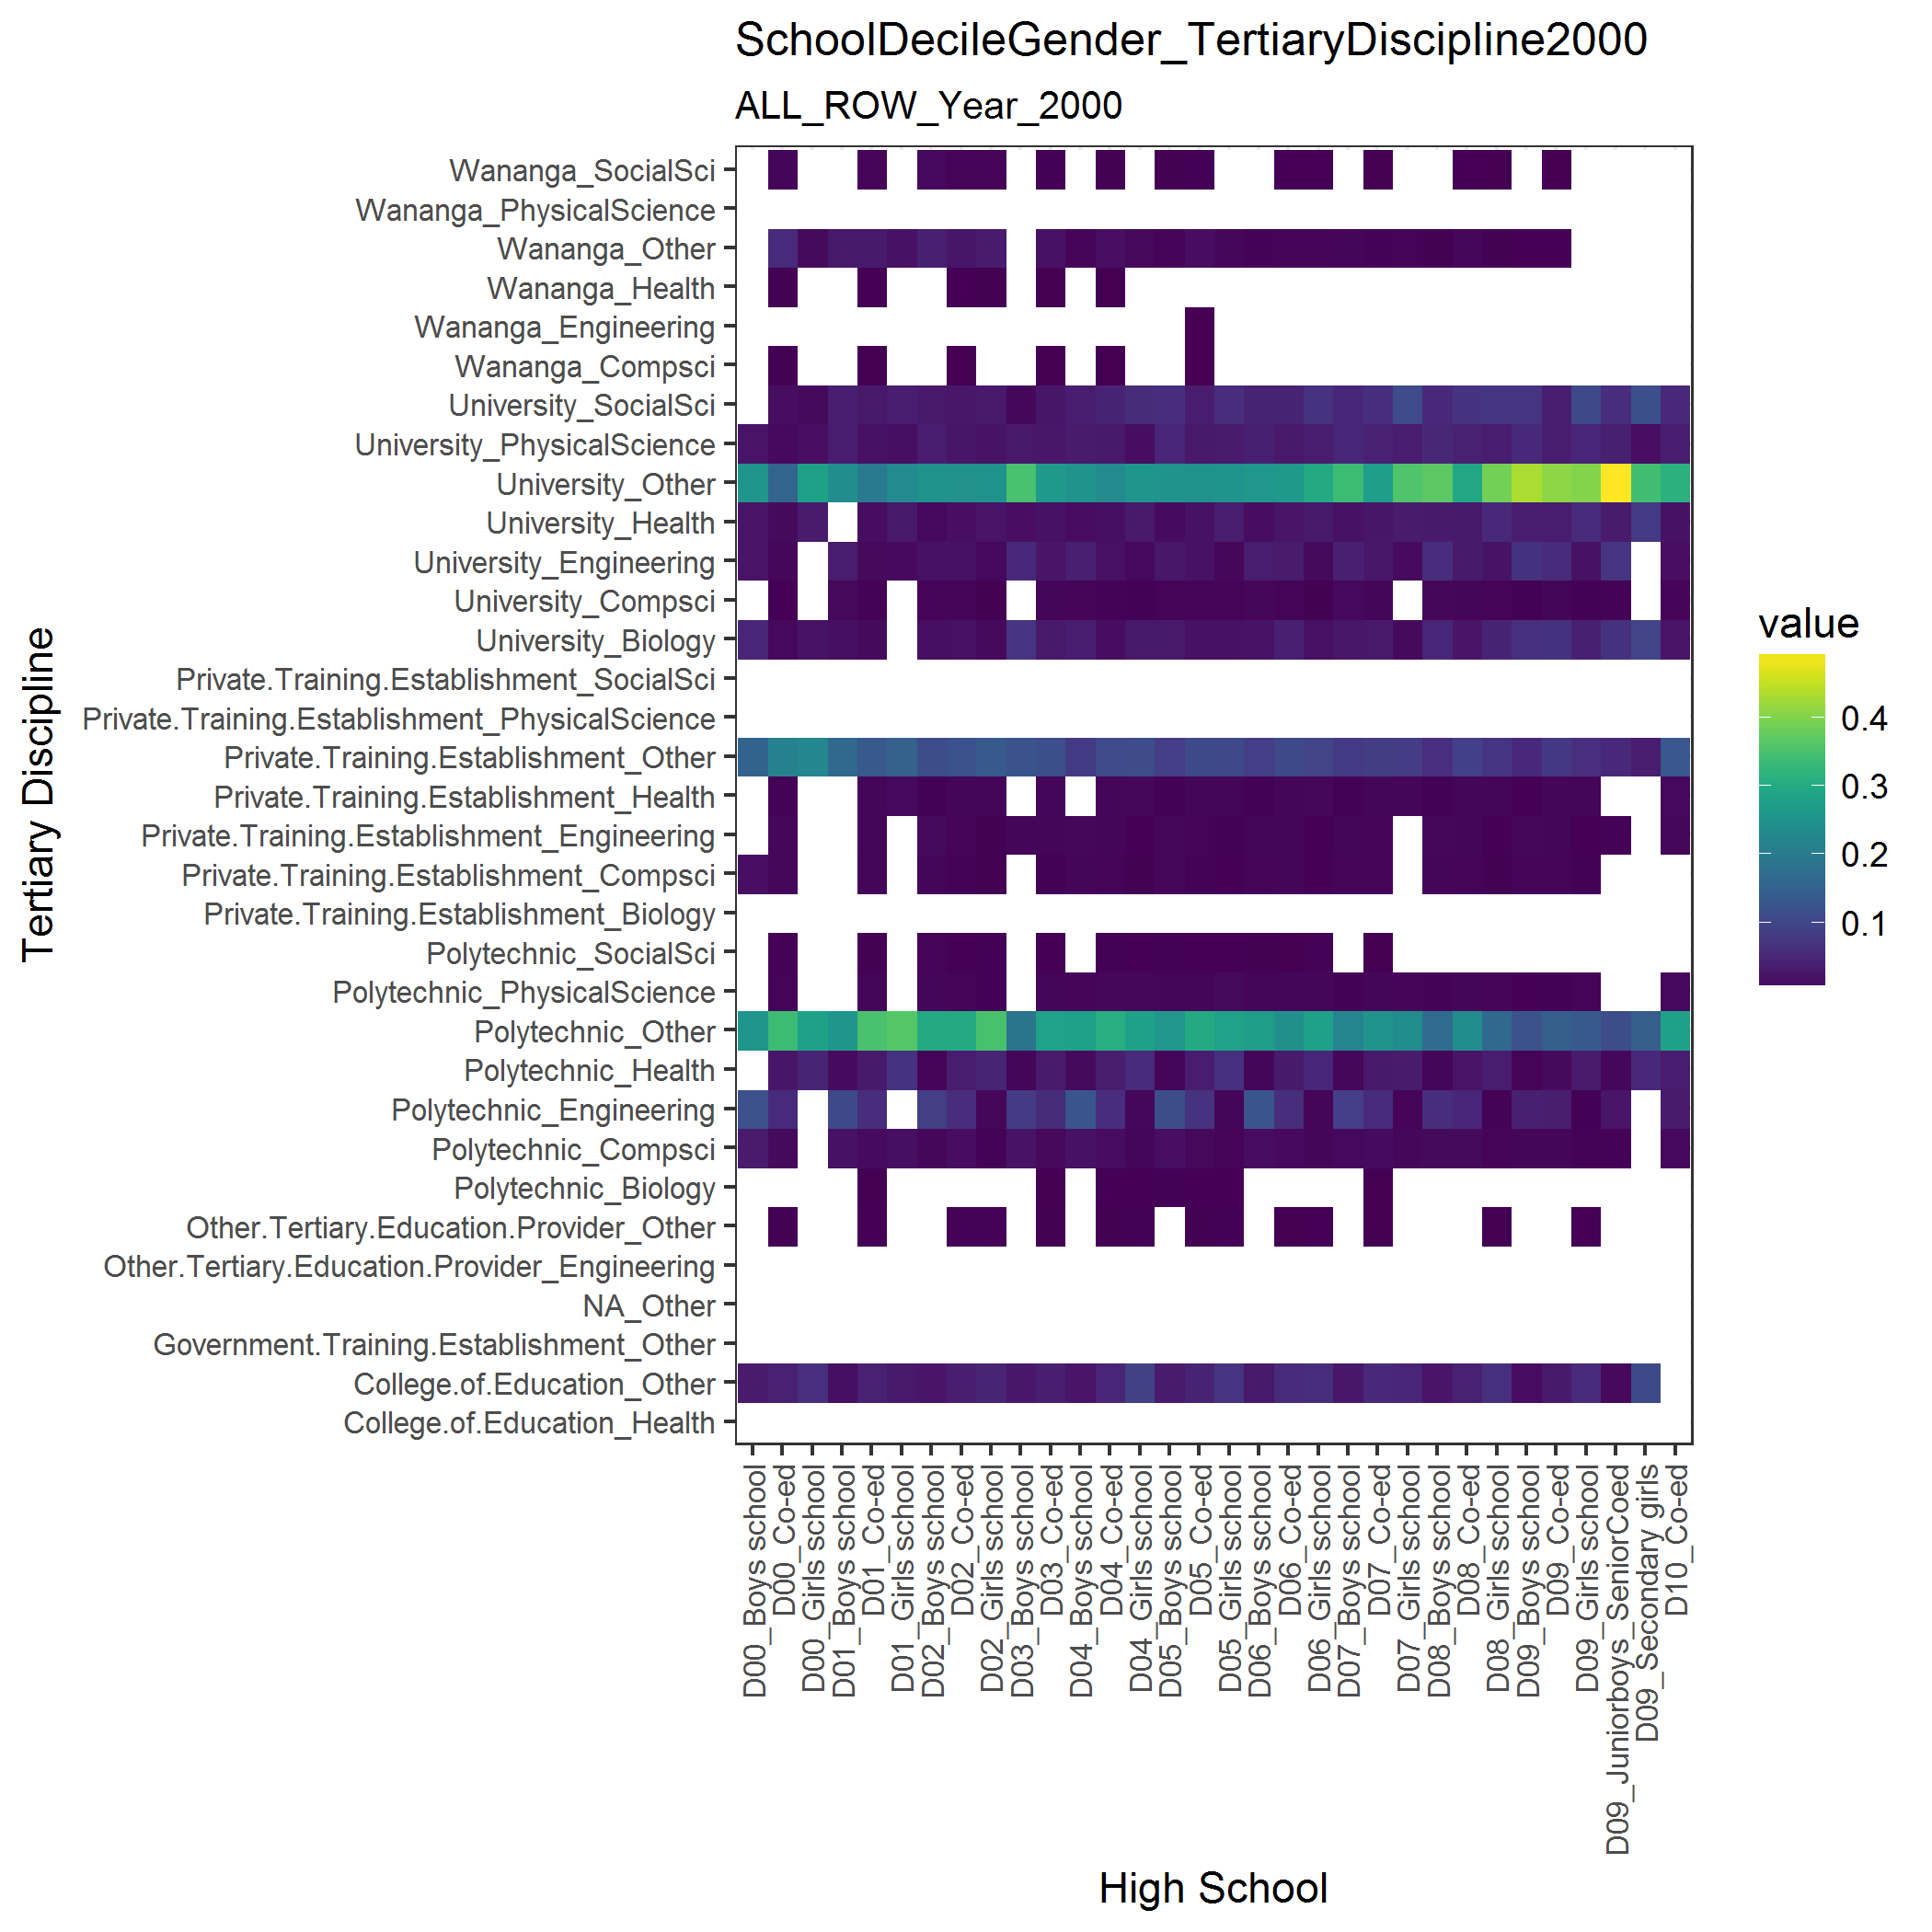 SchoolDecileGender_TertiaryDiscipline2000
ALL_ROW_Year_2000
Tertiary Discipline
Wananga_SocialSci
Wananga_PhysicalScience
Wananga_Other
Wananga_Health
Wananga_Engineering
Wananga_Compsci
University_SocialSci
University_PhysicalScience
University_Other
University_Health
University_Engineering
University_Compsci
University_Biology
Private.Training.Establishment_SocialSci
Private.Training.Establishment_PhysicalScience
Private.Training.Establishment_Other
Private.Training.Establishment_Health
Private.Training.Establishment_Engineering
Private.Training.Establishment_Compsci
Private.Training.Establishment_Biology
Polytechnic_SocialSci
Polytechnic_PhysicalScience
Polytechnic_Other
Polytechnic_Health
Polytechnic_Engineering
Polytechnic_Compsci
Polytechnic_Biology
Other.Tertiary.Education.Provider_Other
Other.Tertiary.Education.Provider_Engineering
NA_Other
Government.Training.Establishment_Other
College.of.Education_Other
College.of.Education_Health
D00_Boys school
D00_Co-ed
D00_Girls school
D01_Boys school
D01_Co-ed
D01_Girls school
D02_Boys school
D02_Co-ed
D02_Girls school
D03_Boys school
D03_Co-ed
D04_Boys school
D04_Co-ed
D04_Girls school
D05_Boys school
D05_Co-ed
D05_Girls school
D06_Boys school
D06_Co-ed
D06_Girls school
D07_Boys school
D07_Co-ed
D07_Girls school
D08_Boys school
D08_Co-ed
D08_Girls school
D09_Boys school
D09_Co-ed
D09_Girls school
D09_Juniorboys_SeniorCoed
D09_Secondary girls
D10_Co-ed
High School
value
0.4
0.3
0.2
0.1